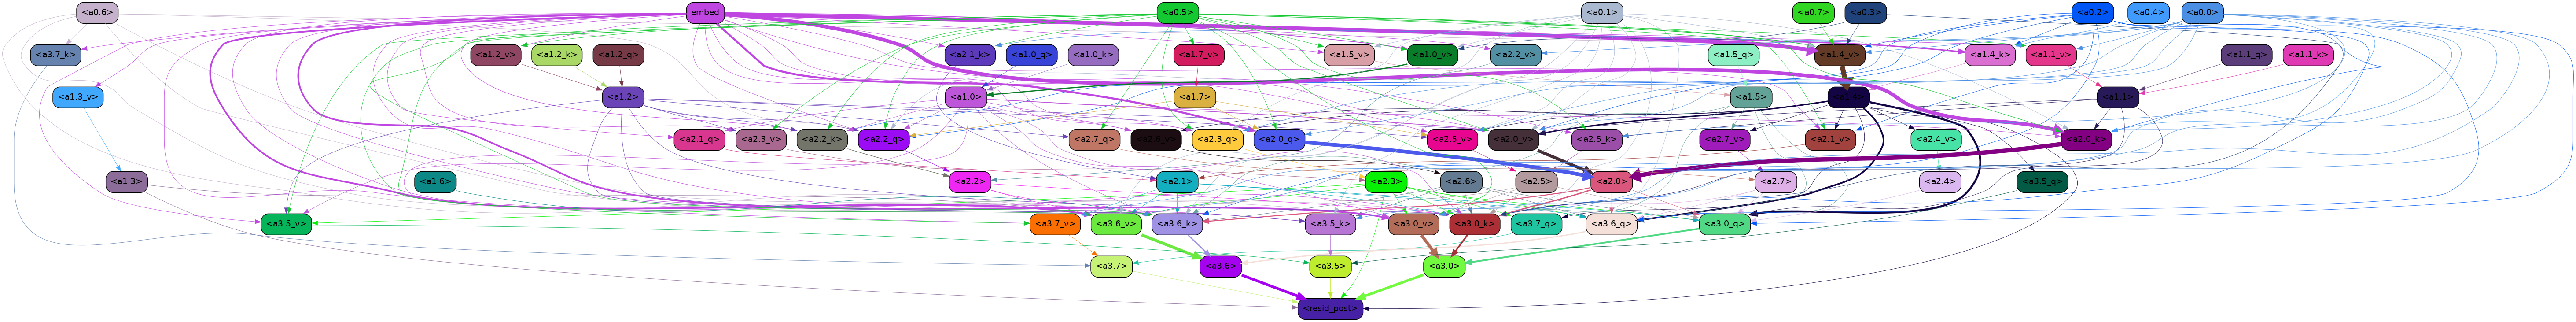 <a0.6> embed <a0.5> <a0.1> <a0.7> <a0.3> <a0.2> <a0.4> <a0.0>
<a3.7_k> <a1.2_v> <a1.2_k> <a1.2_q> <a2.1_k> <a1.0_q> <a1.0_k> <a1.7_v> <a1.5_v> <a1.0_v> <a2.2_v> <a1.5_q> <a1.4_v> <a1.4_k> <a1.1_v> <a1.1_q> <a1.1_k>
<a1.3_v> <a1.2> <a1.0> <a1.7> <a1.5> <a1.1>
<a2.1_q> <a2.3_v> <a2.2_k> <a2.2_q> <a2.7_q> <a2.3_q> <a2.0_q> <a2.5_v> <a2.0_v> <a2.5_k> <a2.7_v> <a2.1_v> <a2.4_v> <a2.0_k>
<a1.3> <a1.6> <a2.2> <a2.1> <a2.3> <a2.6> <a2.5> <a2.0> <a2.7> <a2.4> <a3.5_q>
<a3.5_v> <a3.7_v> <a3.6_v> <a3.6_k> <a3.5_k> <a3.0_v> <a3.0_k> <a3.7_q> <a3.6_q> <a3.0_q>
<a3.7> <a3.6> <a3.5> <a3.0>
<resid_post>